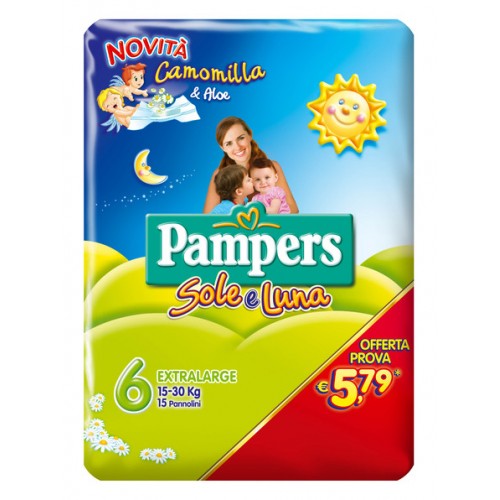 NOVITÀ
Camomilla
& Aloe
Pampers
Sole e Luna
6 EXTRALARGE
15-30 Kg
15 Pannolini
OFFERTA
PROVA
€5,79*